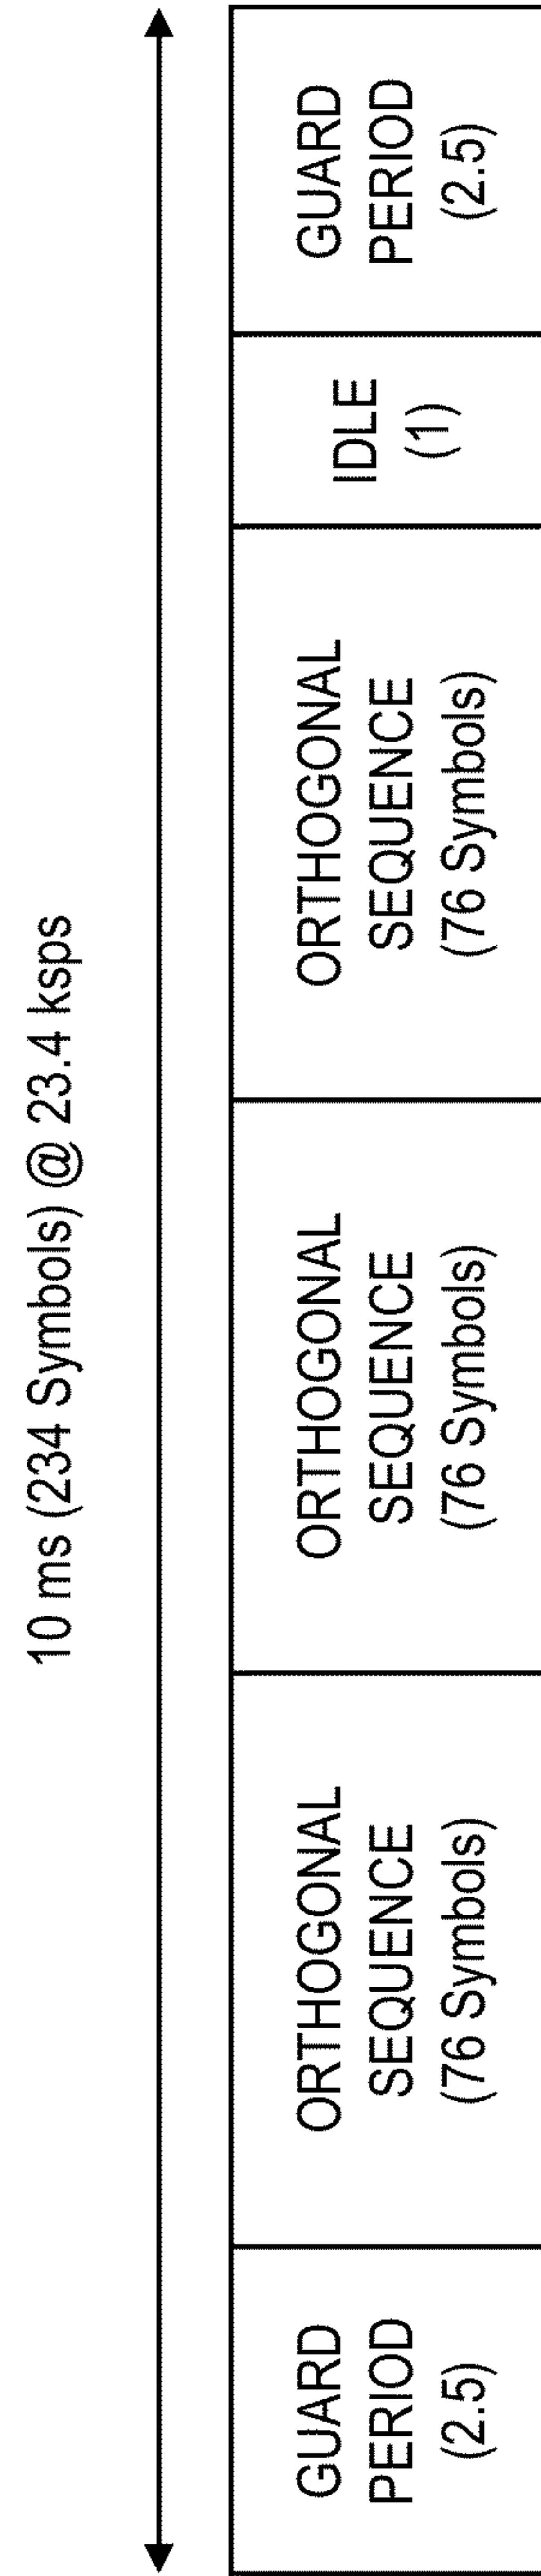 10 ms (234 Symbols) @ 23.4 ksps
GUARD
PERIOD
(2.5)
ORTHOGONAL
SEQUENCE
(76 Symbols)
ORTHOGONAL
SEQUENCE
(76 Symbols)
ORTHOGONAL
SEQUENCE
(76 Symbols)
IDLE
(1)
GUARD
PERIOD
(2.5)